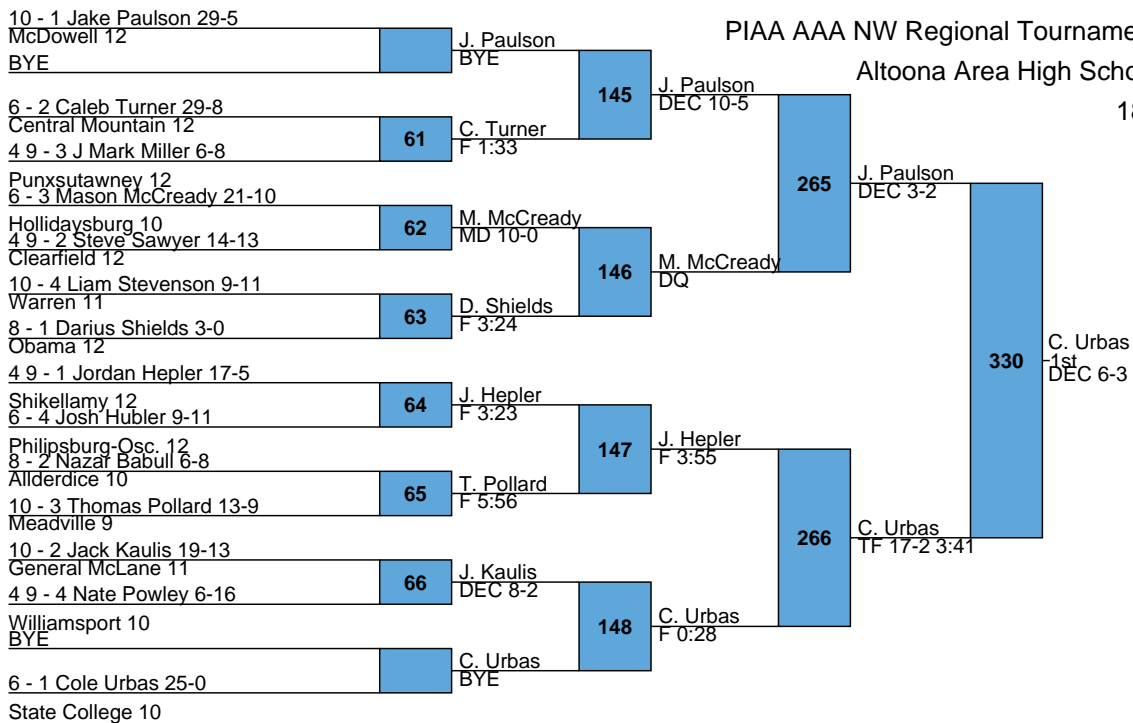 PIAA AAA NW Regional Tourname
Altoona Area High Scho
18
10 - 1 Jake Paulson 29-5
McDowell 12
BYE
6 - 2 Caleb Turner 29-8
Central Mountain 12
4 9 - 3 J Mark Miller 6-8
Punxsutawney 12
6 - 3 Mason McCready 21-10
Hollidaysburg 10
4 9 - 2 Steve Sawyer 14-13
Clearfield 12
10 - 4 Liam Stevenson 9-11
Warren 11
8 - 1 Darius Shields 3-0
Obama 12
4 9 - 1 Jordan Hepler 17-5
Shikellamy 12
6 - 4 Josh Hubler 9-11
Philipsburg-Osc. 12
8 - 2 Nazar Babull 6-8
Allderdice 10
10 - 3 Thomas Pollard 13-9
Meadville 9
10 - 2 Jack Kaulis 19-13
General McLane 11
4 9 - 4 Nate Powley 6-16
Williamsport 10
BYE
6 - 1 Cole Urbas 25-0
State College 10
61
62
63
64
65
66
J. Paulson
BYE
C. Turner
F 1:33
M. McCready
MD 10-0
D. Shields
F 3:24
J. Hepler
F 3:23
T. Pollard
F 5:56
J. Kaulis
DEC 8-2
C. Urbas
BYE
145
146
147
148
J. Paulson
DEC 10-5
M. McCready
DQ
J. Hepler
F 3:55
C. Urbas
F 0:28
265
266
J. Paulson
DEC 3-2
C. Urbas
TF 17-2 3:41
330
C. Urbas
1st
DEC 6-3